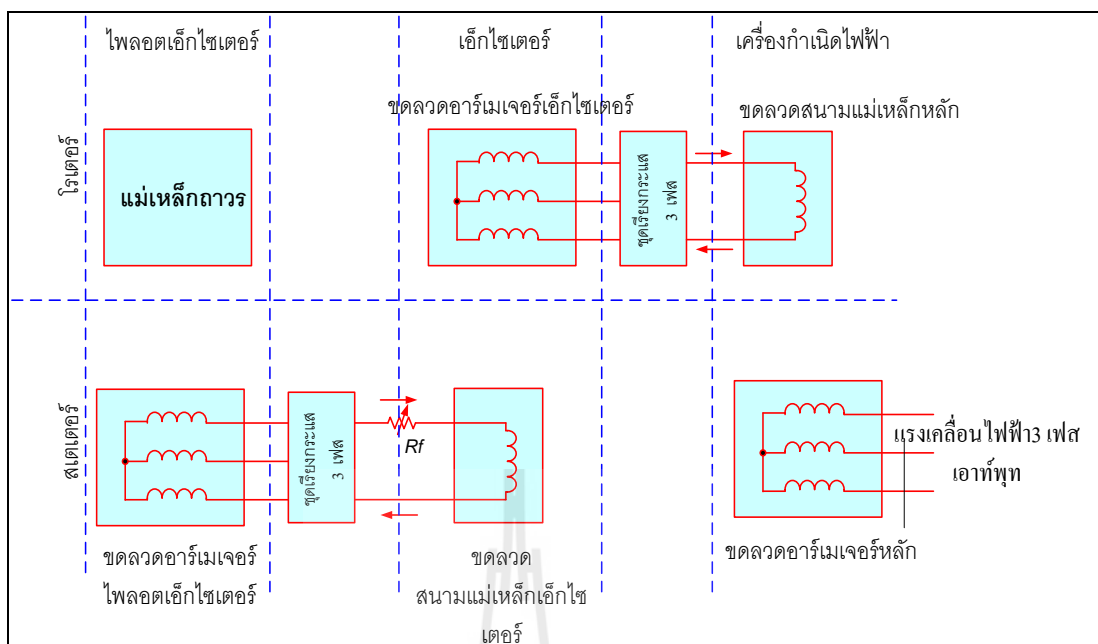 ไพลอตเอ็กไซเตอร์
เอ็กไซเตอร์
เครื่องกำเนิดไฟฟ้า
ขดลวดอาร์เมเจอร์เอ็กไซเตอร์
ขดลวดสนามแม่เหล็กหลัก
โรเตอร์
แม่เหล็กถาวร
ชุดเรียงกระแส
3 เฟส
สเตเตอร์
ชุดเรียงกระแส
3 เฟส
Rf
แรงเคลื่อนไฟฟ้า3 เฟส
เอาท์พุท
ขดลวดอาร์เมเจอร์
ไพลอตเอ็กไซเตอร์
ขดลวด
สนามแม่เหล็กเอ็กไซ
เตอร์
ขดลวดอาร์เมเจอร์หลัก